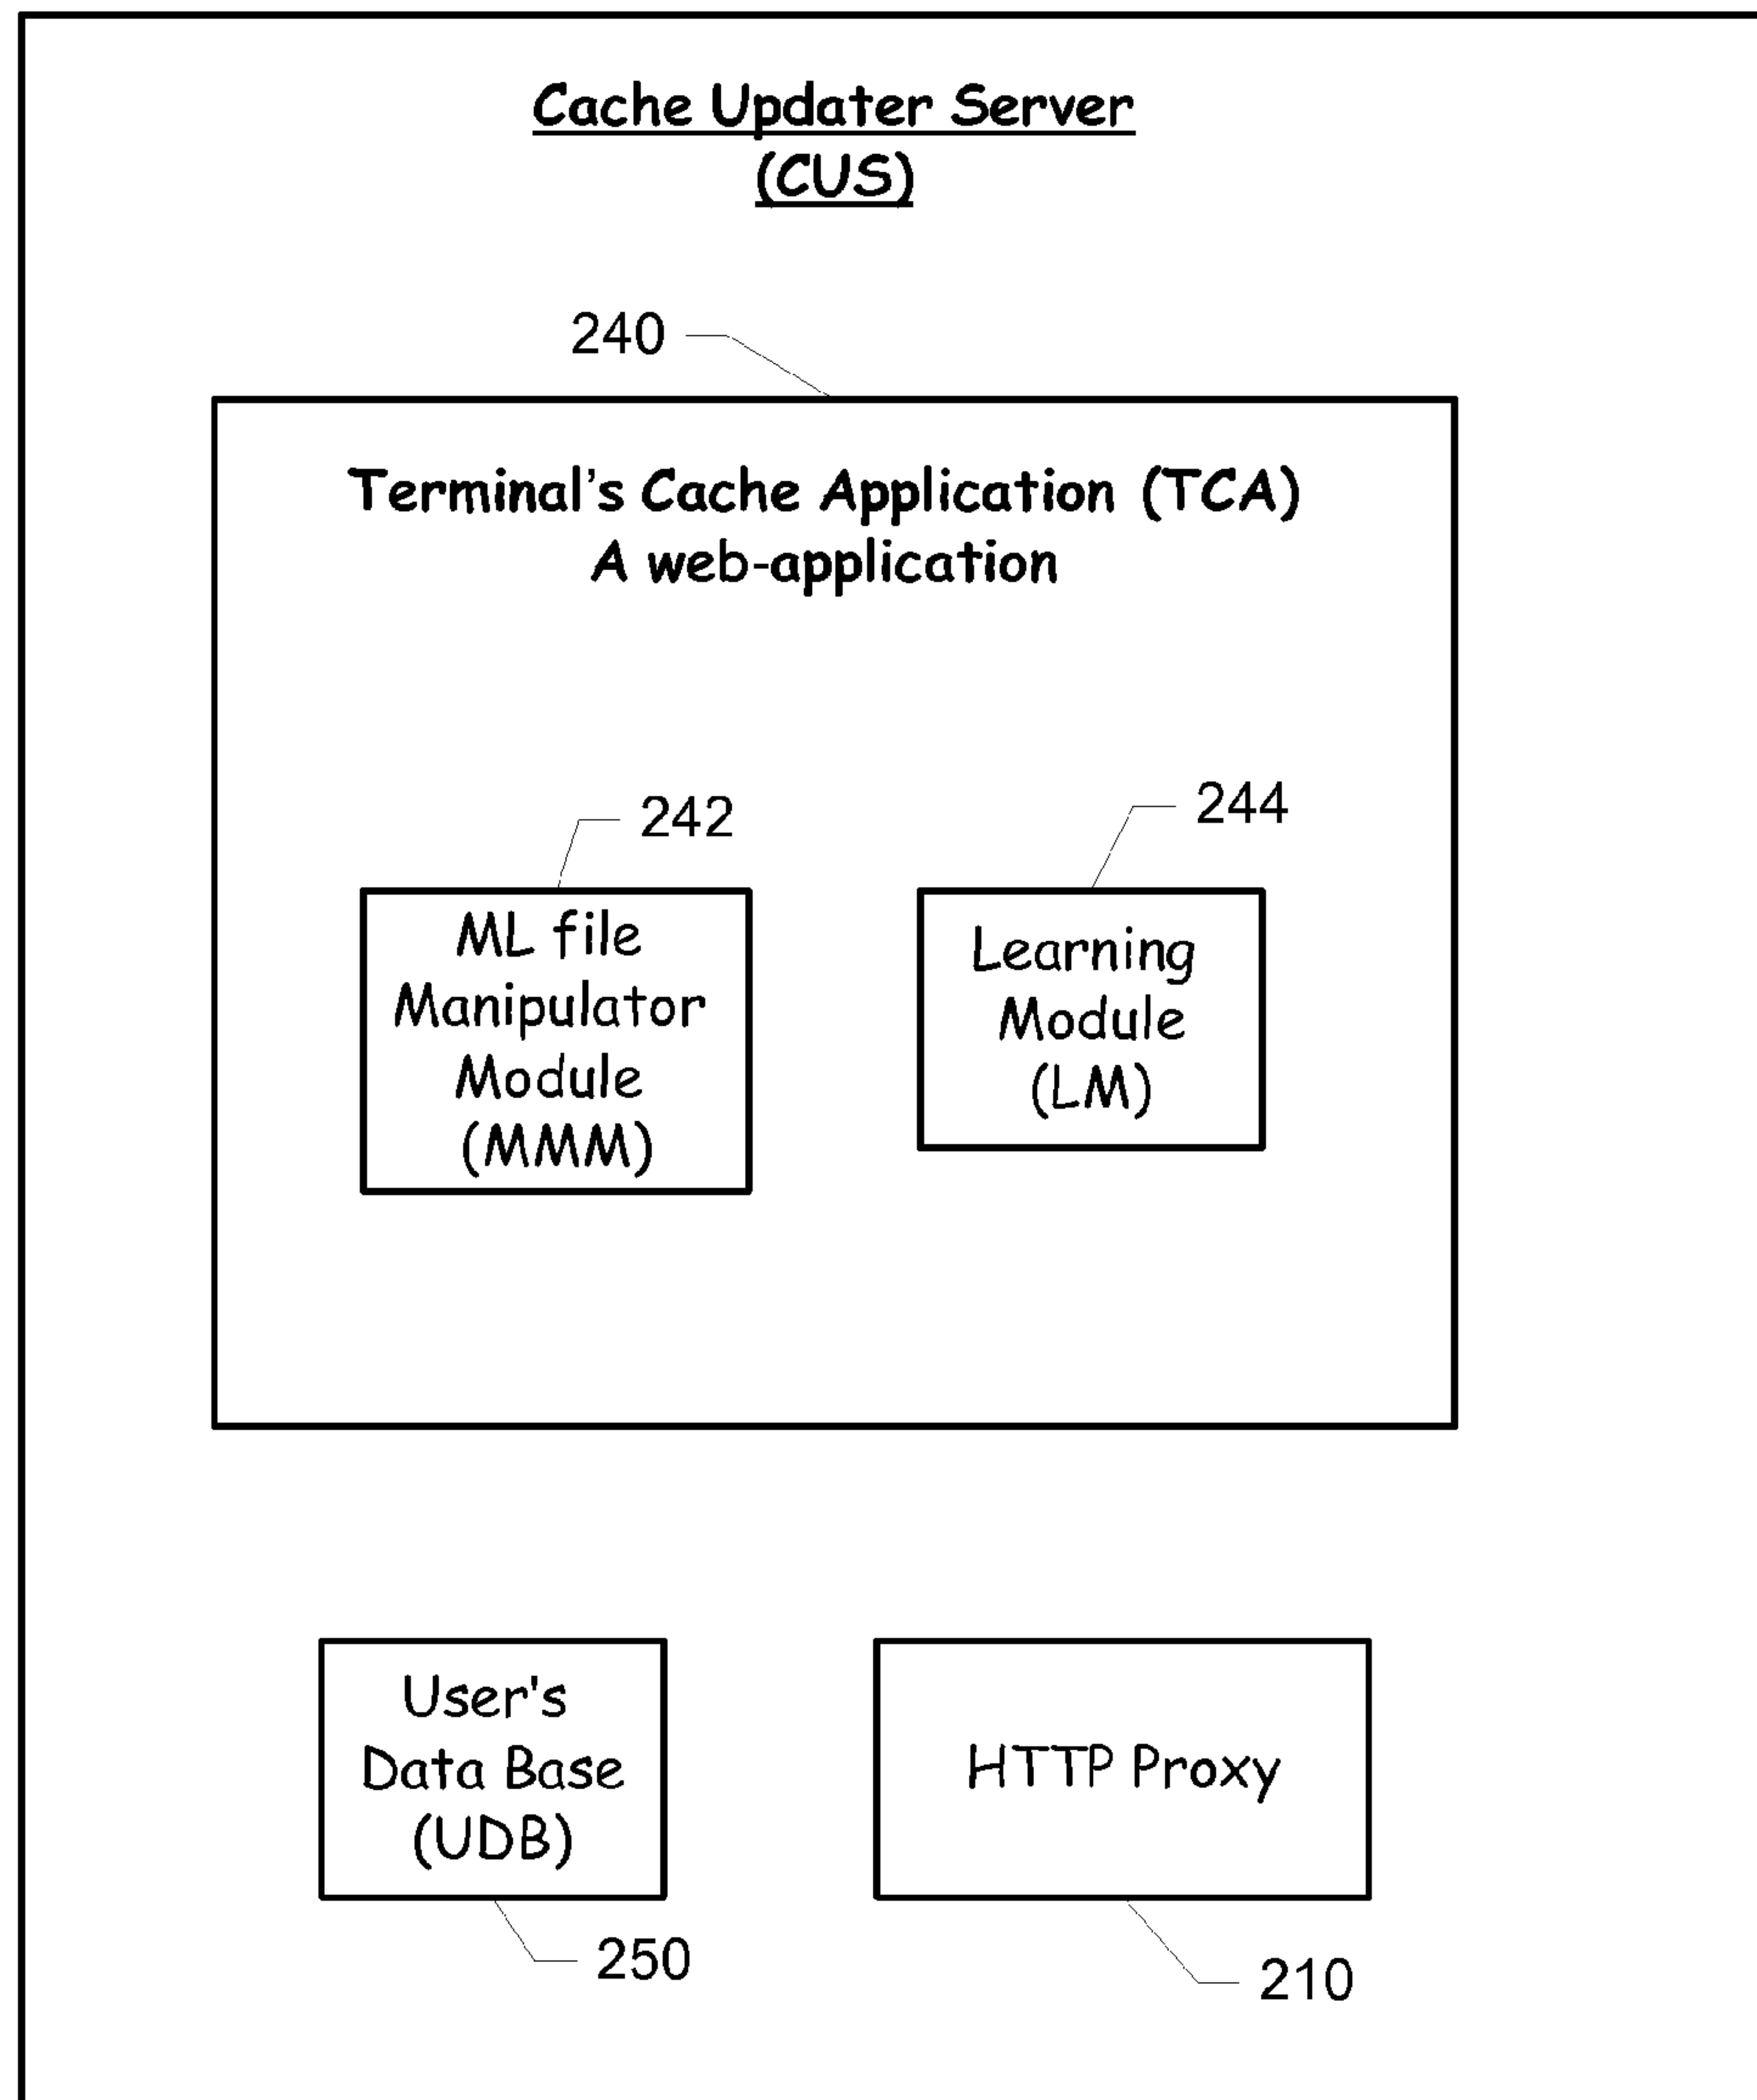 Cache Updater Server
(CUS)
240
Terminal's Cache Application (TCA)
A web-application
242
244
ML file
Manipulator
Module
(MMM)
Learning
Module
(LM)
User's
Data Base
(UDB)
HTTP Proxy
250
210